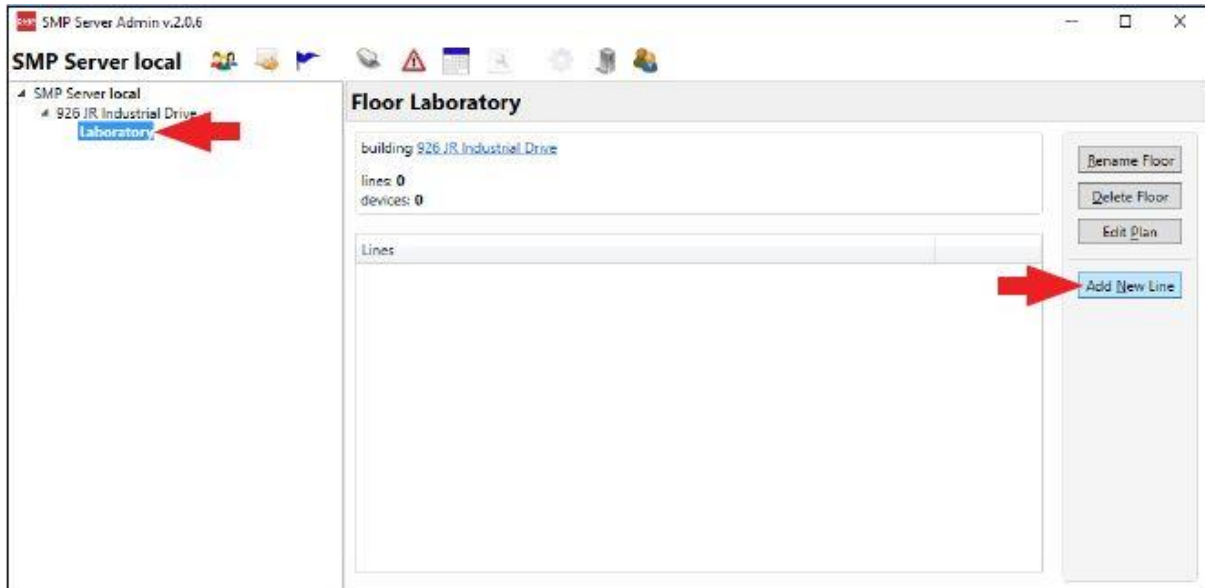 SMP Server Admin v.2.0.6
SMP Server local
SMP Server local
926 JR Industrial Drive
Laboratory
Floor Laboratory
building 926 JR Industrial Drive
lines: 0
devices: 0
Lines
Rename Floor
Delete Floor
Edit Plan
Add New Line